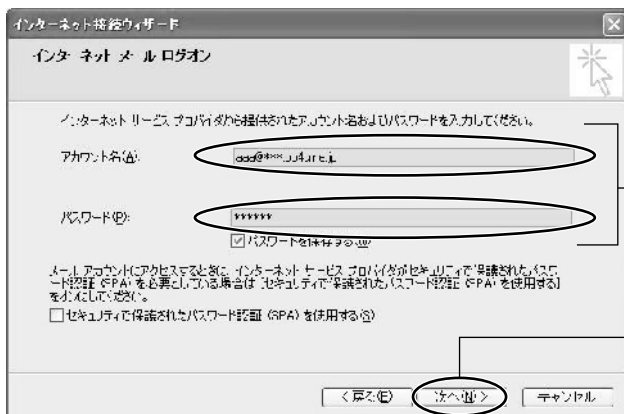 インターネット接続ウィザード
インターネット メール ログオン
インターネット サービス プロバイダから提供されたアカウント名およびパスワードを入力してください。
アカウント名(A):
パスワード(P):
******
パスワードを保存する(W)
メール アカウントにアクセスするときに、インターネット サービス プロバイダがセキュリティで保護されたパスワ
ード認証 (SPA) を必要としている場合は [セキュリティで保護されたパスワード認証 (SPA) を使用する]
をオンにしてください。
セキュリティで保護されたパスワード認証 (SPA) を使用する(S)
< 戻る(B)
次へ(N) >
キャンセル